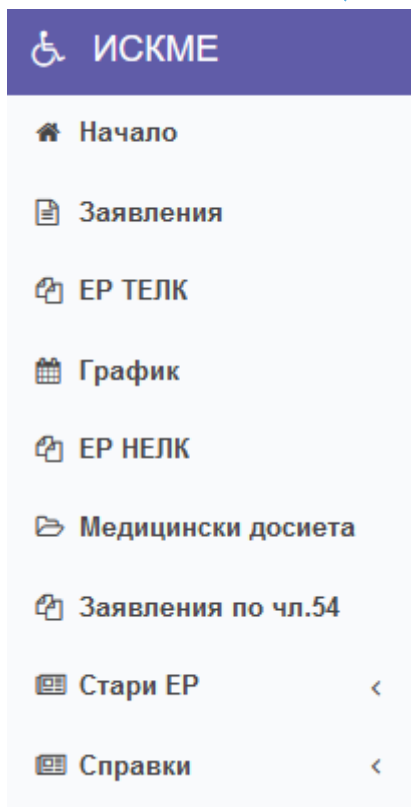 ИСКМЕ
Начало
Заявления
ЕР ТЕЛК
График
ЕР НЕЛК
Медицински досиета
Заявления по чл.54
Стари ЕР
Справки